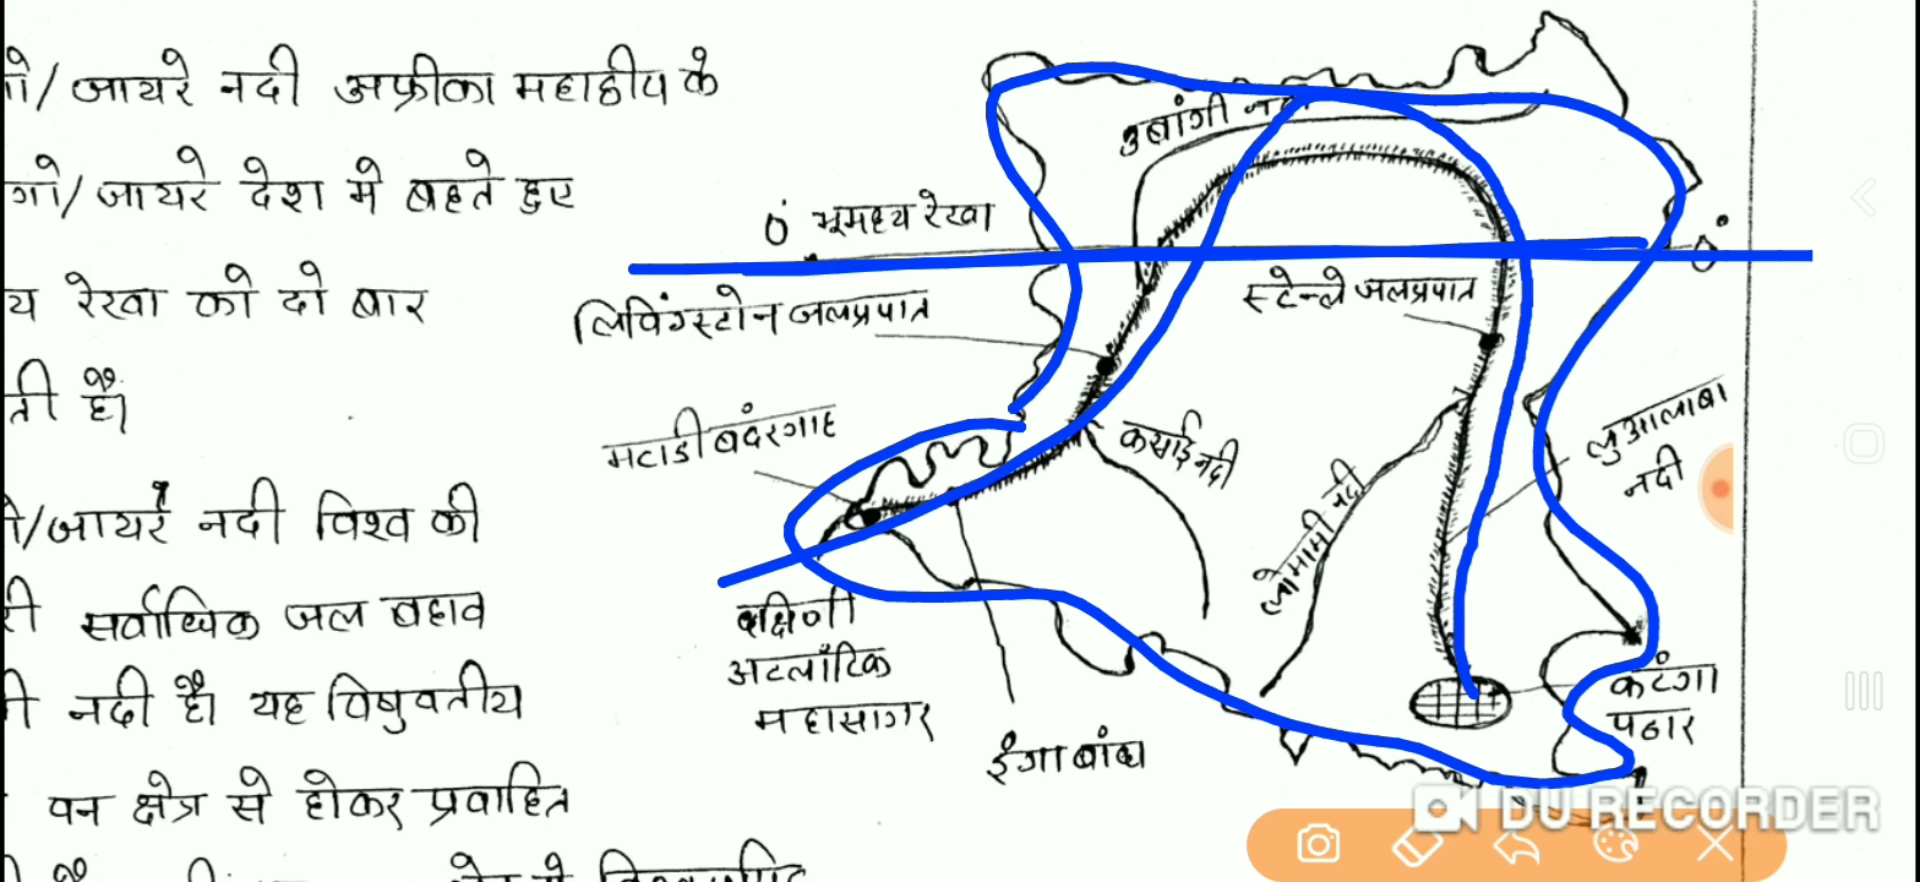 / जायरे नदी अफ्रीका महाद्वीप के
गो/जायरे देश मे बहते हुए
य रेखा को दो बार
ती है।
/जायरे नदी विश्व की
री सर्वाधिक जल बहाव
नदी है। यह विषुवतीय
वन क्षेत्र से होकर प्रवाहित
उबांगी
0° भूमध्य रेखा
0°
लिविंगस्टोन जलप्रपात
स्टेन्ले जलप्रपात
मटाडी बंदरगाह
कसाई नदी
लोमामी नदी
लुआलाबा
नदी
दक्षिणी
अटलांटिक
महासागर
ईंगा बांध
कटंगा
पठार
DU RECORDER